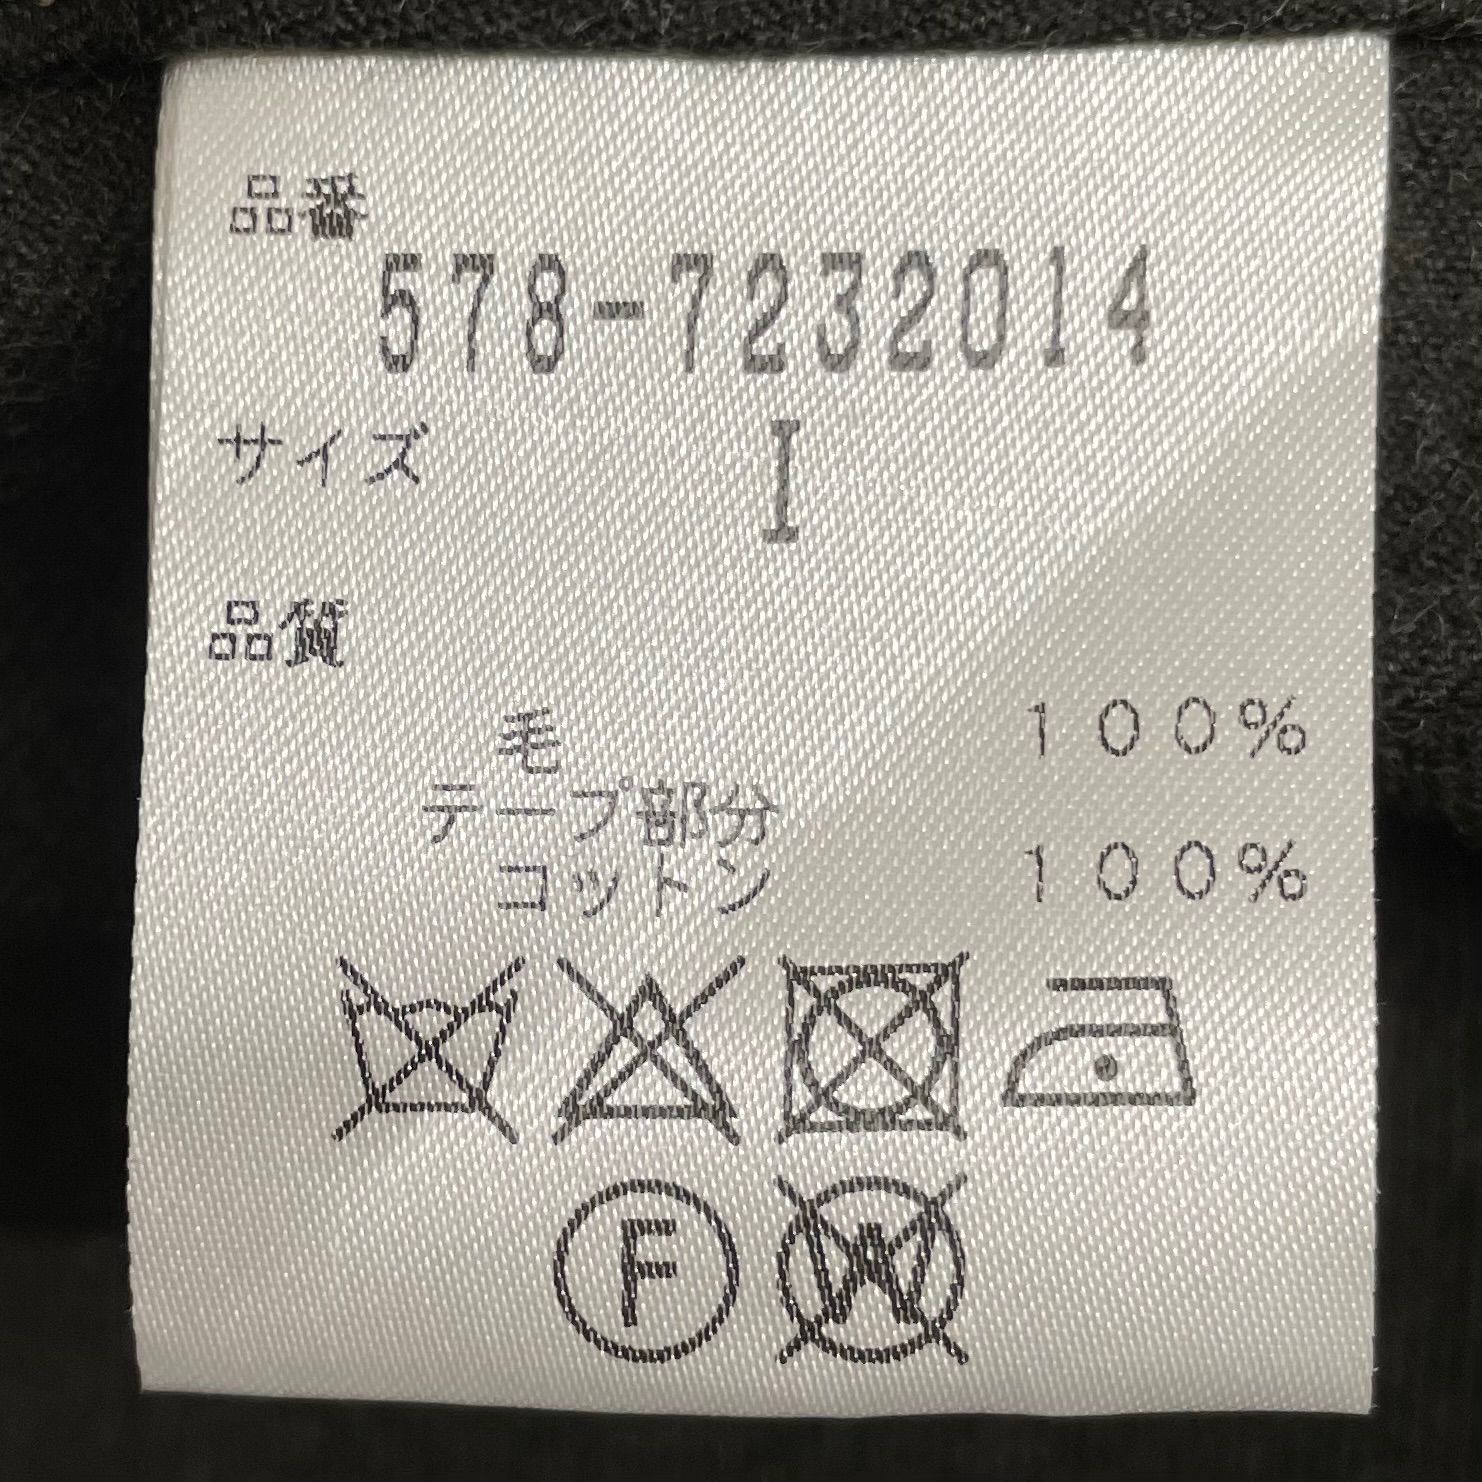 品番
578-7232014
サイズ I
品質
毛 100%
テープ部分
コットン 100%
F W